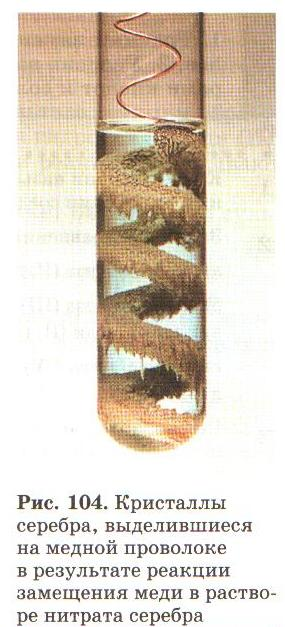 Рис. 104. Кристаллы
серебра, выделившиеся
на медной проволоке
в результате реакции
замещения меди в раство-
ре нитрата серебра